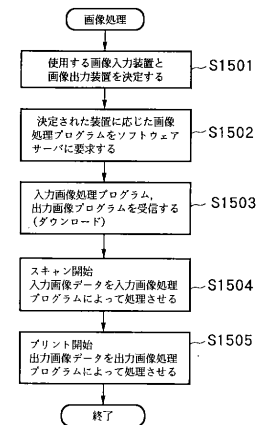 画像処理
使用する画像入力装置と
画像出力装置を決定する
S1501
決定された装置に応じた画像
処理プログラムをソフトウェア
サーバに要求する
S1502
入力画像処理プログラム,
出力画像プログラムを受信する
(ダウンロード)
S1503
スキャン開始
入力画像データを入力画像処理
プログラムによって処理させる
S1504
プリント開始
出力画像データを出力画像処理
プログラムによって処理させる
S1505
終了